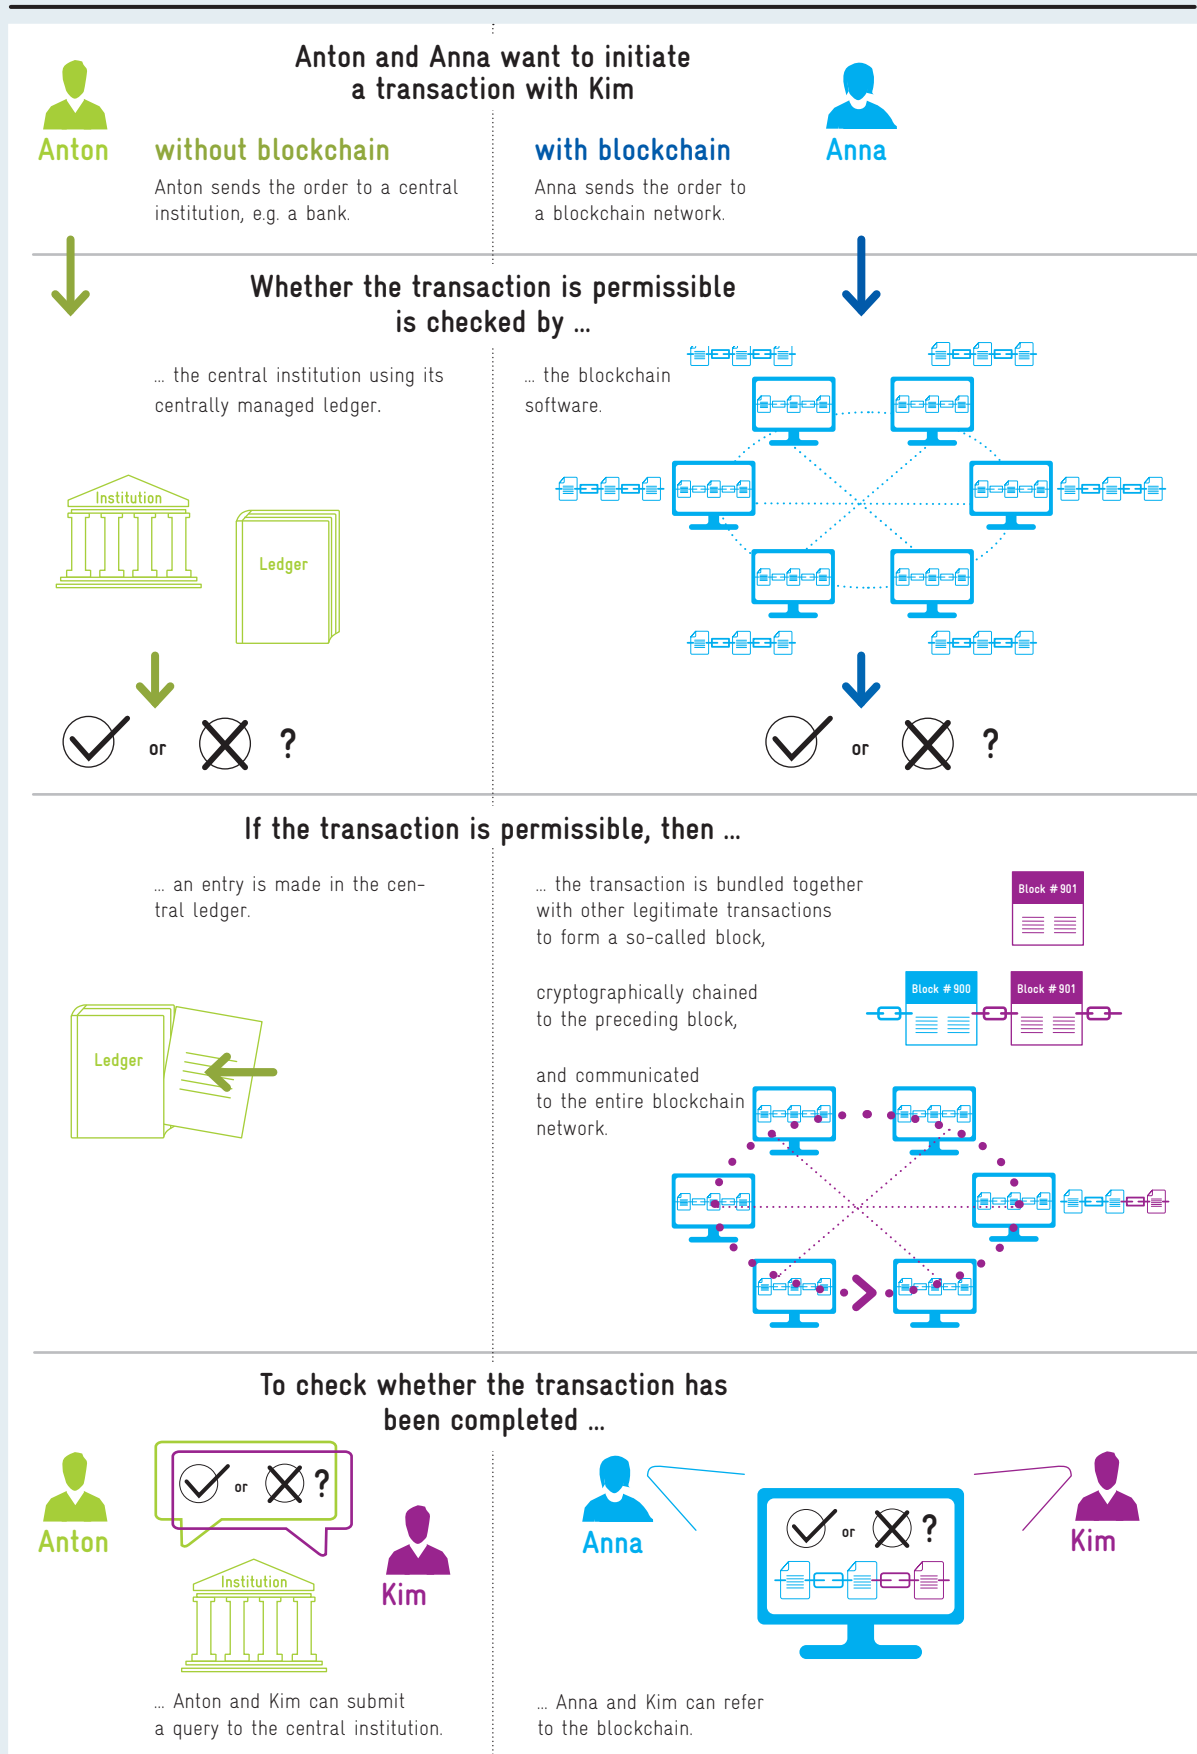 Anton and Anna want to initiate
a transaction with Kim
Anton
Anna
without blockchain
Anton sends the order to a central
institution, e.g. a bank.
with blockchain
Anna sends the order to
a blockchain network.
Whether the transaction is permissible
is checked by ...
... the central institution using its
centrally managed ledger.
... the blockchain
software.
Institution
Ledger
or
?
or
?
If the transaction is permissible, then ...
... an entry is made in the cen-
tral ledger.
Ledger
... the transaction is bundled together
with other legitimate transactions
to form a so-called block,
Block # 901
cryptographically chained
to the preceding block,
Block # 900
Block # 901
and communicated
to the entire blockchain
network.
To check whether the transaction has
been completed ...
Anton
or
?
Kim
Institution
... Anton and Kim can submit
a query to the central institution.
Anna
or
?
Kim
... Anna and Kim can refer
to the blockchain.